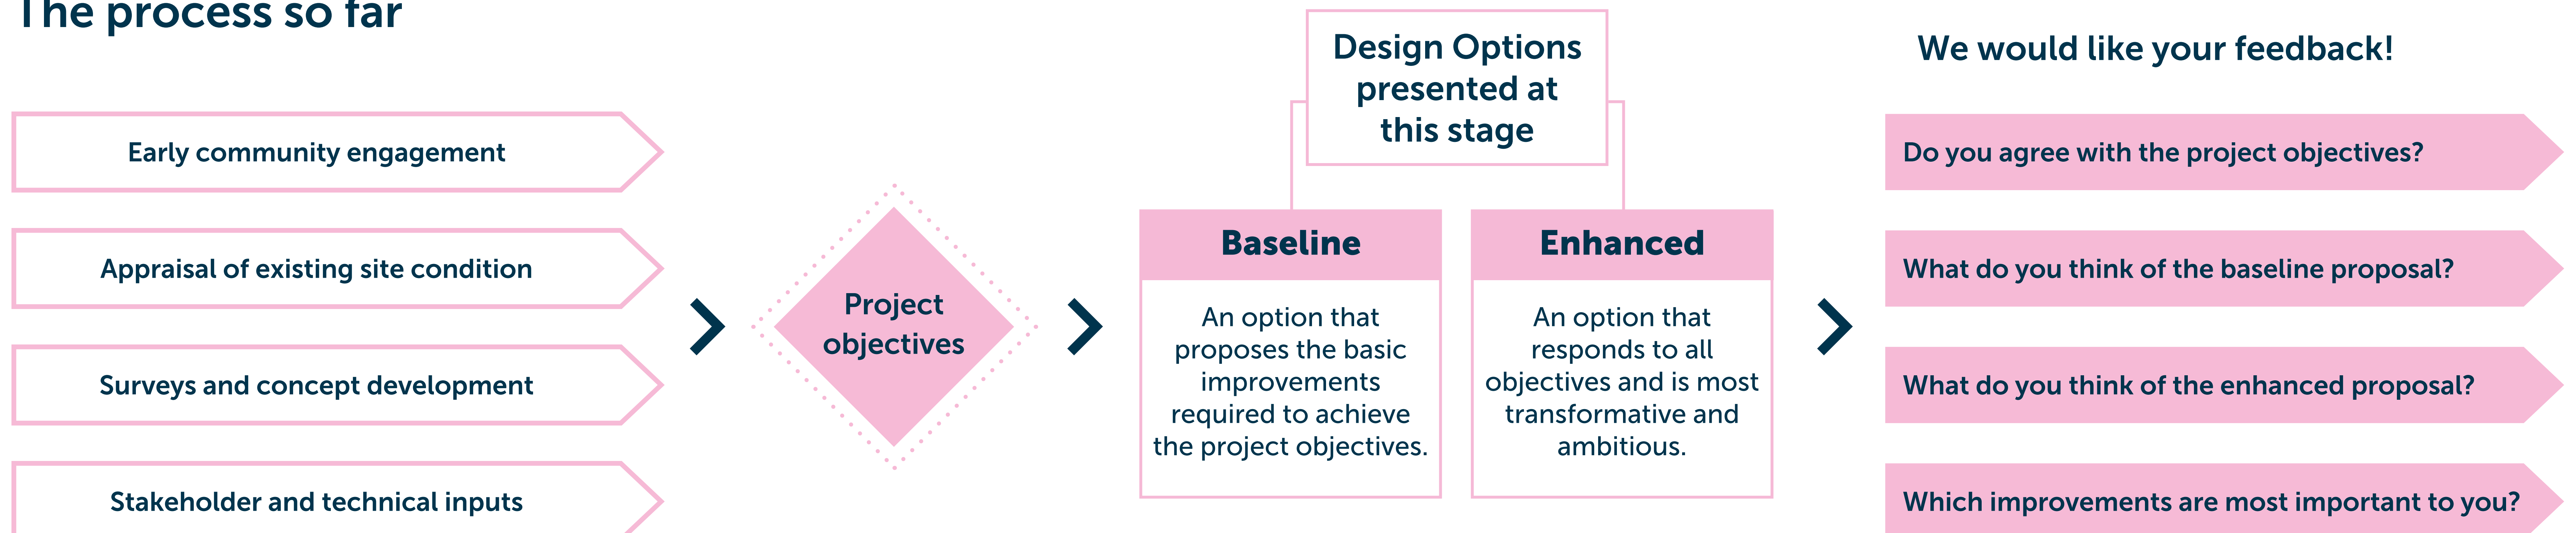 The process so far
Early community engagement
Appraisal of existing site condition
Surveys and concept development
Stakeholder and technical inputs
Project
objectives
Design Options
presented at
this stage
Baseline
An option that
proposes the basic
improvements
required to achieve
the project objectives.
Enhanced
An option that
responds to all
objectives and is most
transformative and
ambitious.
We would like your feedback!
Do you agree with the project objectives?
What do you think of the baseline proposal?
What do you think of the enhanced proposal?
Which improvements are most important to you?